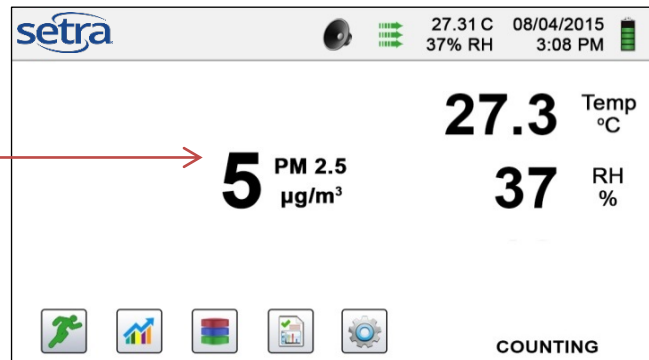 setra
27.31 C 08/04/2015
37% RH 3:08 PM
27.3 Temp ºC
5 PM 2.5 µg/m³
37 RH %
COUNTING